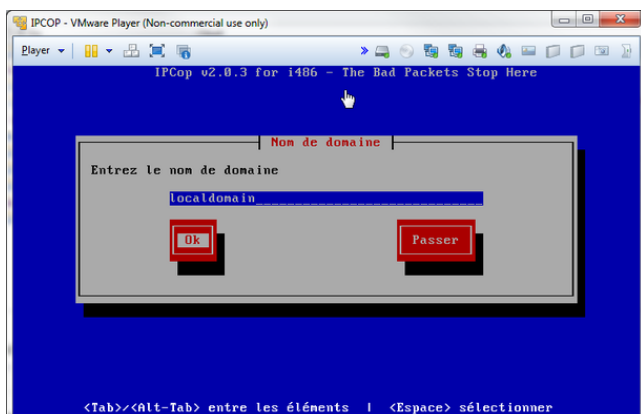 IPCOP - VMware Player (Non-commercial use only)
Player
IPCop v2.0.3 for i486 - The Bad Packets Stop Here
Nom de domaine
Entrez le nom de domaine
localdomain
Ok
Passer
<Tab>/<Alt-Tab> entre les éléments | <Espace> sélectionner